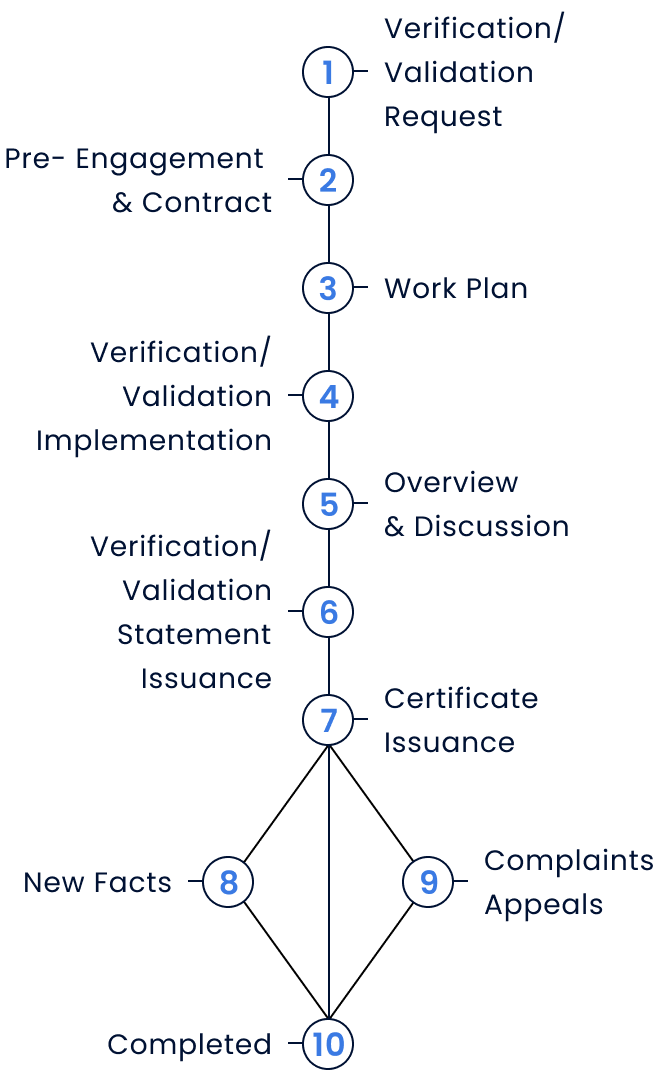 1
Verification/
Validation
Request
Pre- Engagement
& Contract
2
3
Work Plan
Verification/
Validation
Implementation
4
5
Overview
& Discussion
Verification/
Validation
Statement
Issuance
6
7
Certificate
Issuance
New Facts
8
9
Complaints
Appeals
Completed
10